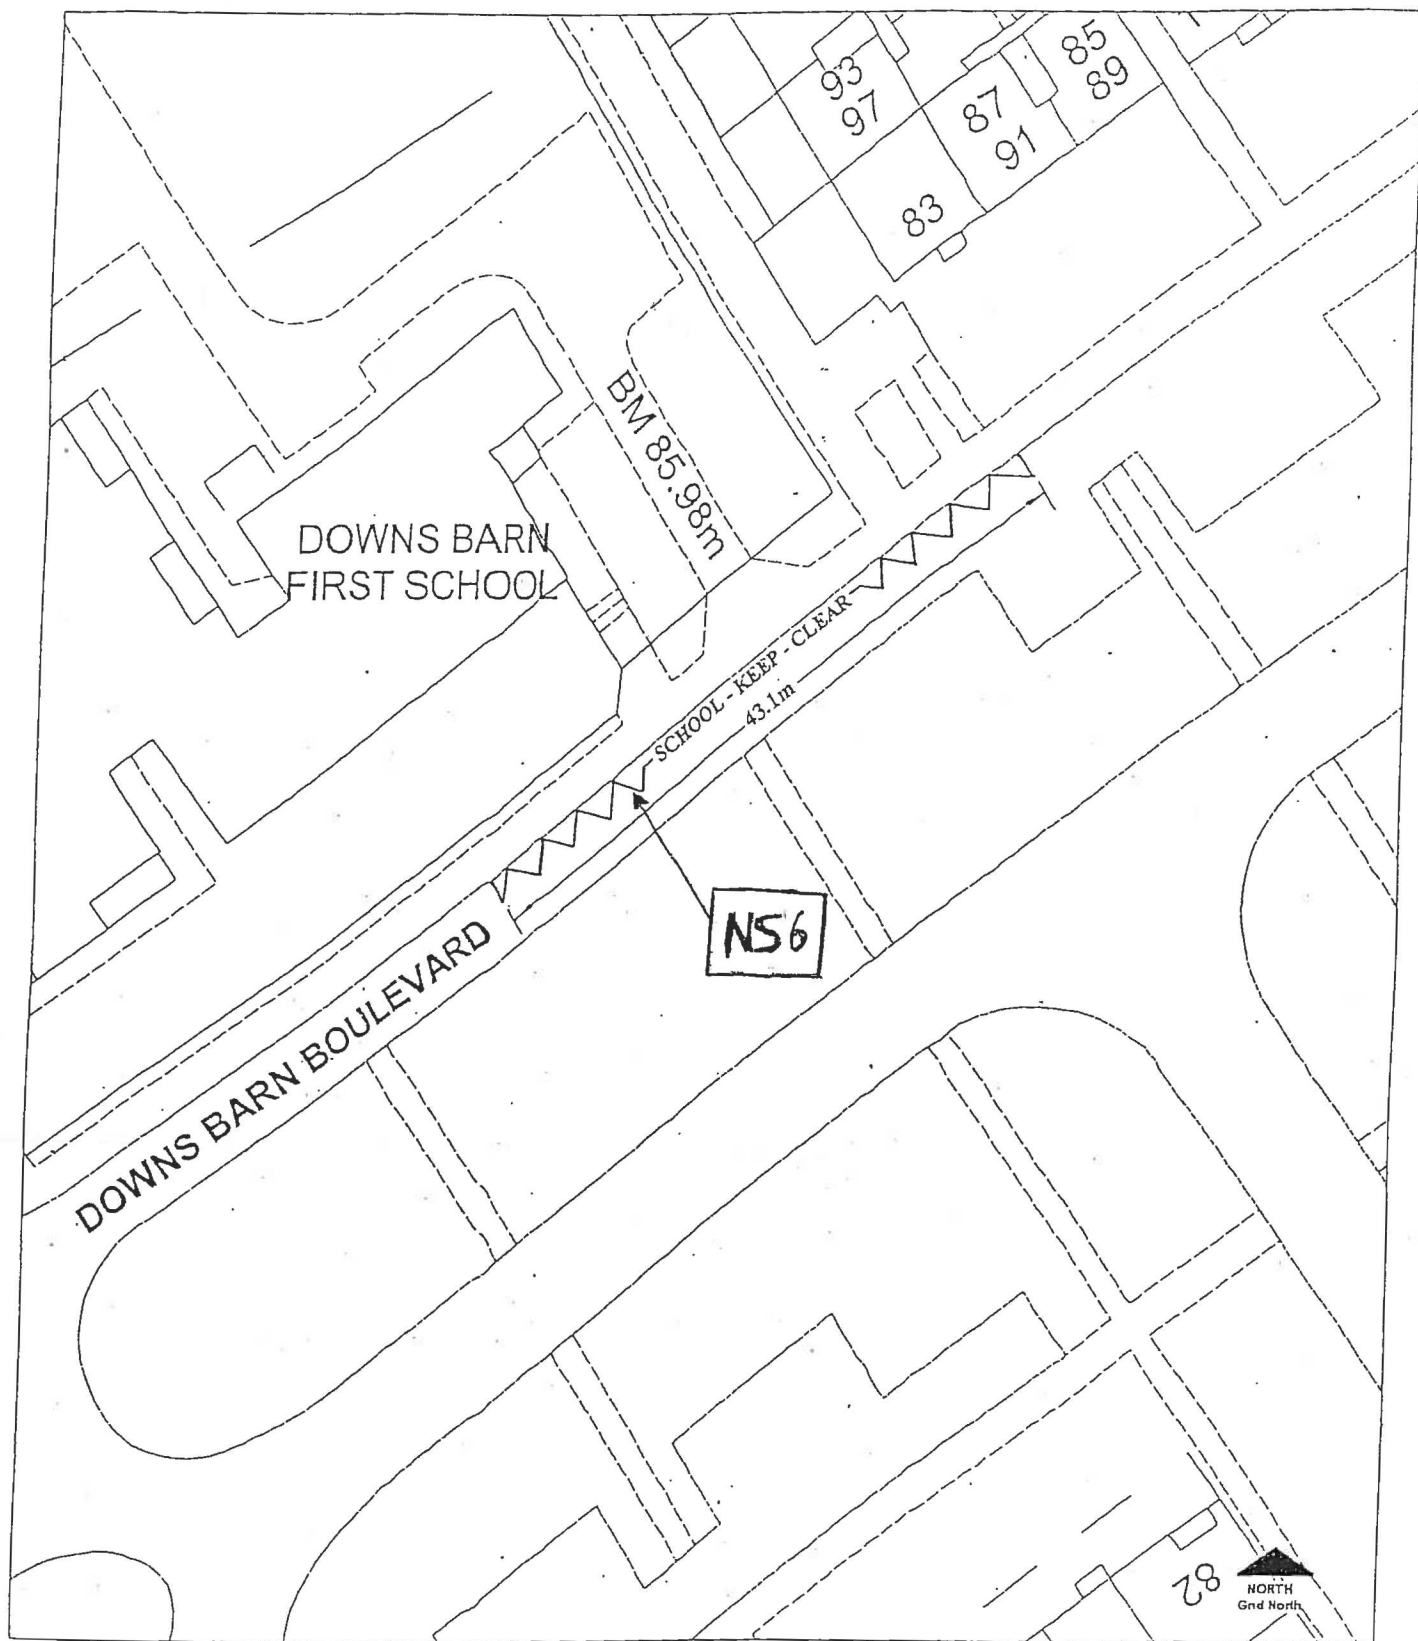 93
97
87
91
85
89
83
BM 85.98m
DOWNS BARN
FIRST SCHOOL
SCHOOL - KEEP - CLEAR
43.1m
NS6
DOWNS BARN BOULEVARD
82
NORTH
Grid North